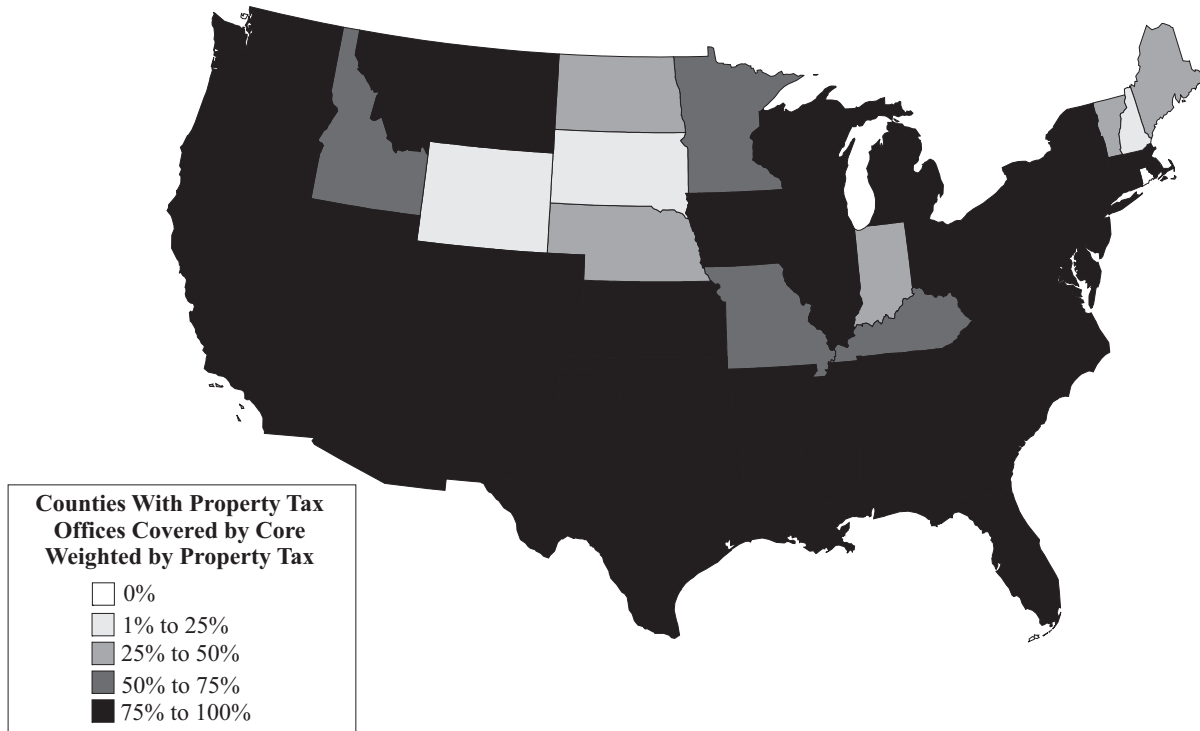 Counties With Property Tax
Offices Covered by Core
Weighted by Property Tax
0%
1% to 25%
25% to 50%
50% to 75%
75% to 100%